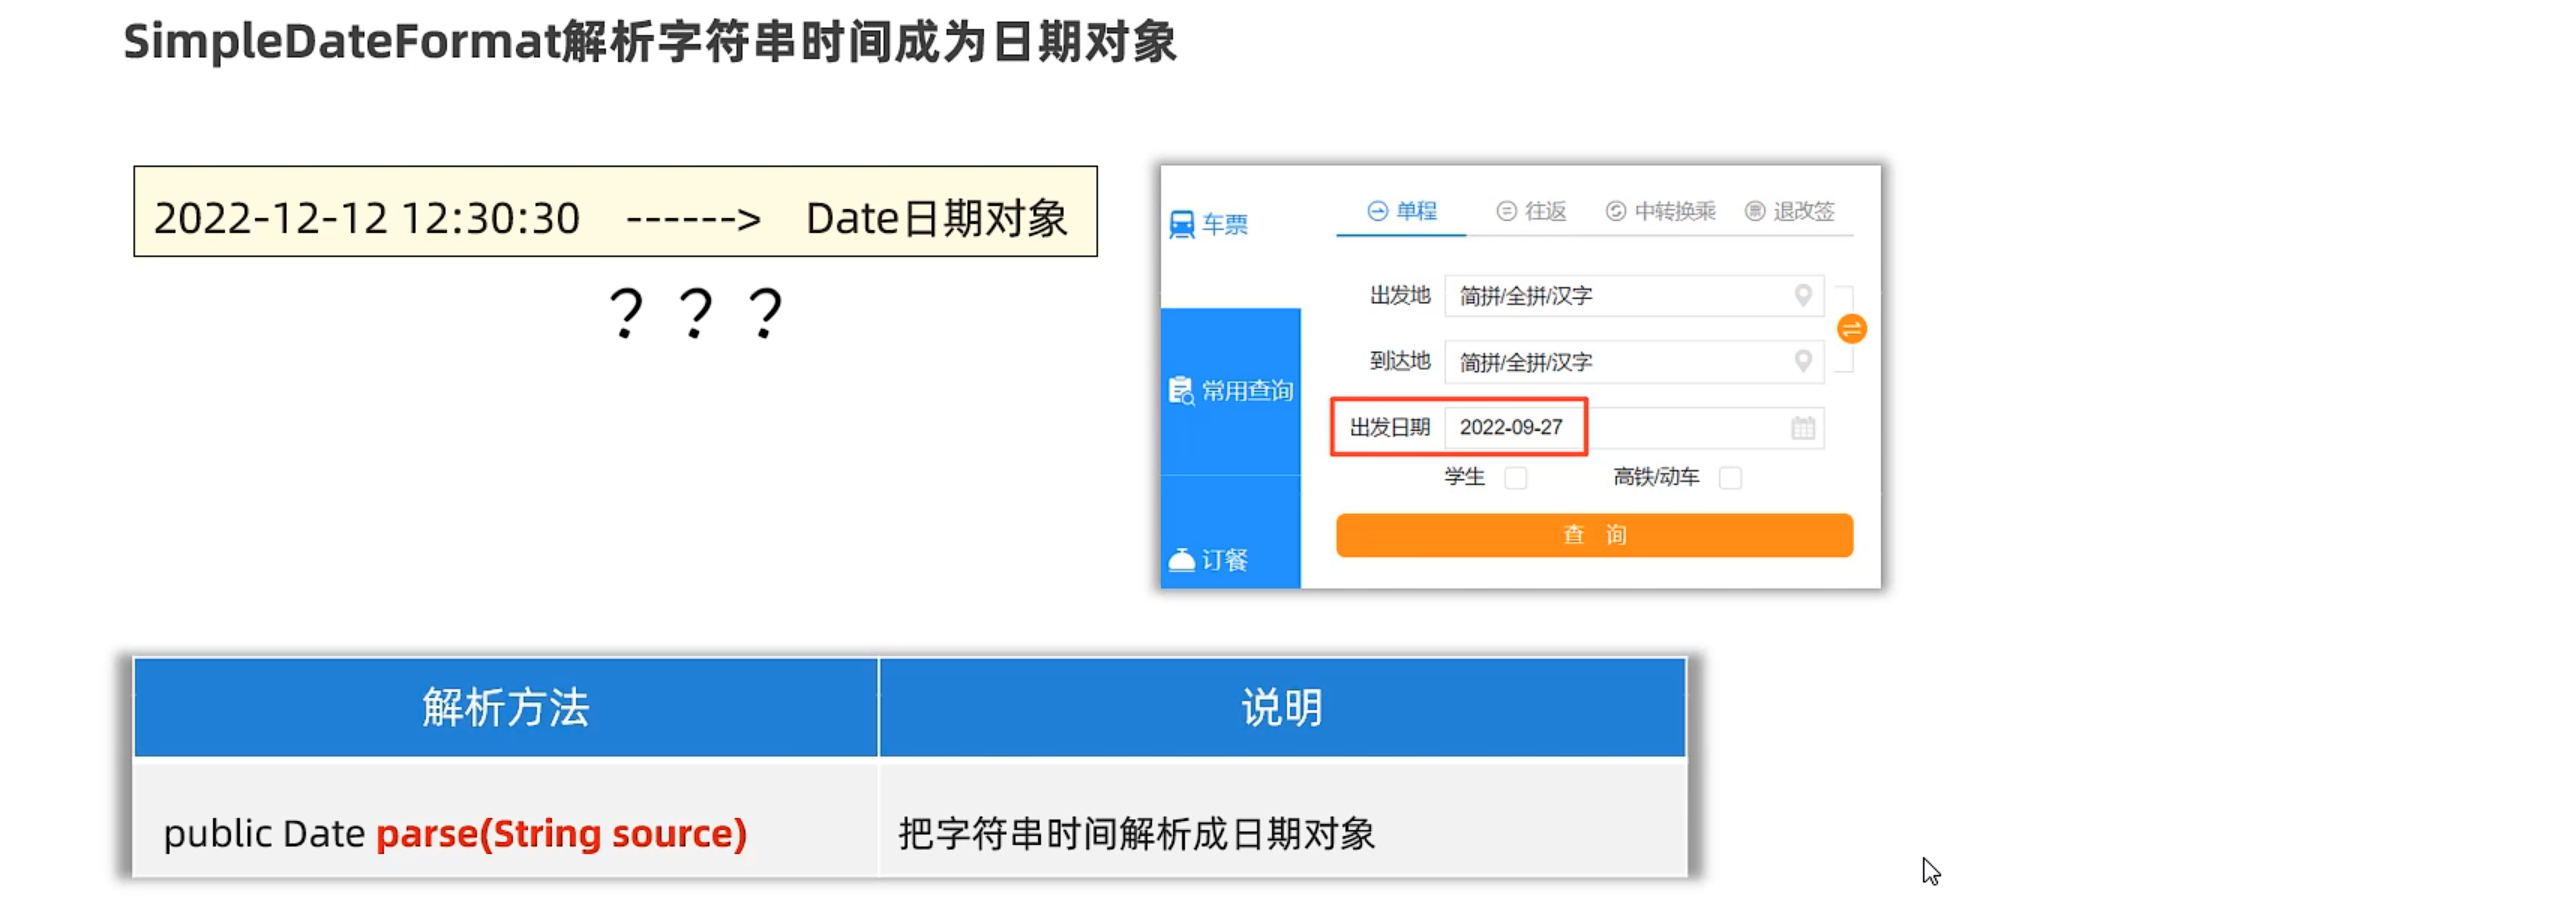 SimpleDateFormat解析字符串时间成为日期对象
2022-12-12 12:30:30 ------> Date日期对象
？？？
车票
单程 往返 中转换乘 退改签
出发地 简拼/全拼/汉字
到达地 简拼/全拼/汉字
常用查询
出发日期 2022-09-27
学生 高铁/动车
查 询
订餐
解析方法 说明
public Date parse(String source) 把字符串时间解析成日期对象